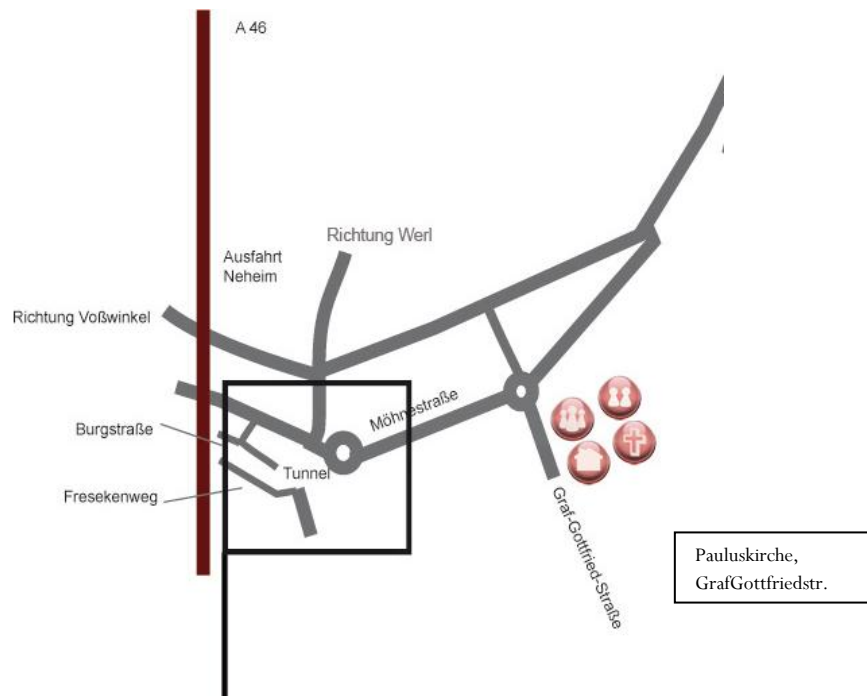 A 46
Richtung Werl
Ausfahrt
Neheim
Richtung Voßwinkel
Möhnestraße
Burgstraße
Tunnel
Fresekenweg
Graf-Gottfried-Straße
Pauluskirche,
GrafGottfriedstr.